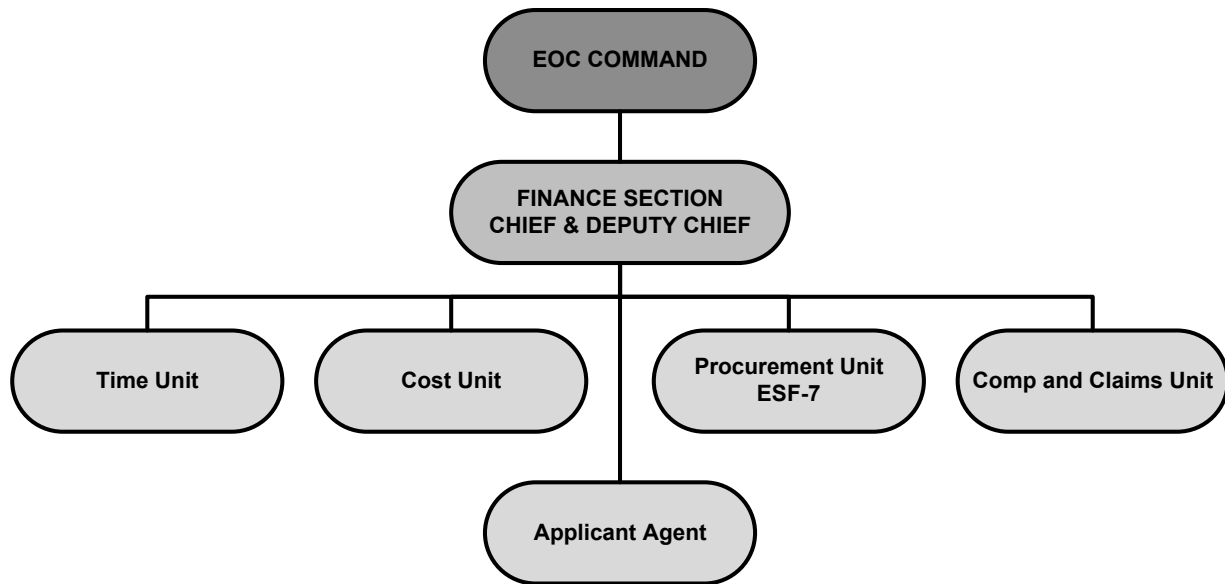 EOC COMMAND
FINANCE SECTION
CHIEF & DEPUTY CHIEF
Time Unit
Cost Unit
Procurement Unit
ESF-7
Comp and Claims Unit
Applicant Agent